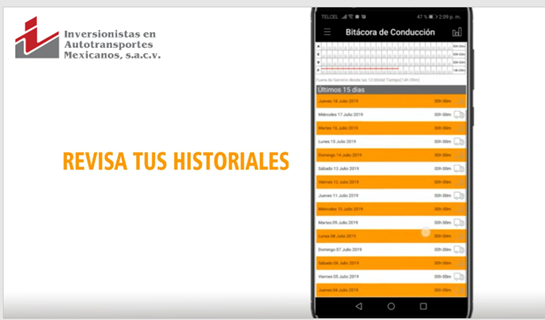 Inversionistas en
Autotransportes
Mexicanos, s.a.c.v.
REVISA TUS HISTORIALES
TELCEL
47 % 2:09 p. m.
Bitácora de Conducción
Últimos 15 días
Jueves 18 Julio 2019 00h 00m
Miércoles 17 Julio 2019 00h 00m
Martes 16 Julio 2019 00h 00m
Lunes 15 Julio 2019 00h 00m
Domingo 14 Julio 2019 00h 00m
Sábado 13 Julio 2019 00h 00m
Viernes 12 Julio 2019 00h 00m
Jueves 11 Julio 2019 00h 00m
Miércoles 10 Julio 2019 00h 00m
Martes 09 Julio 2019 00h 00m
Lunes 08 Julio 2019 00h 00m
Domingo 07 Julio 2019 00h 00m
Sábado 06 Julio 2019 00h 00m
Viernes 05 Julio 2019 00h 00m
Jueves 04 Julio 2019 00h 00m